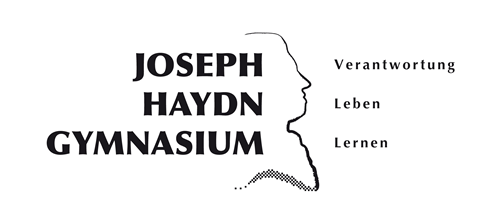 JOSEPH
HAYDN
GYMNASIUM
Verantwortung
Leben
Lernen